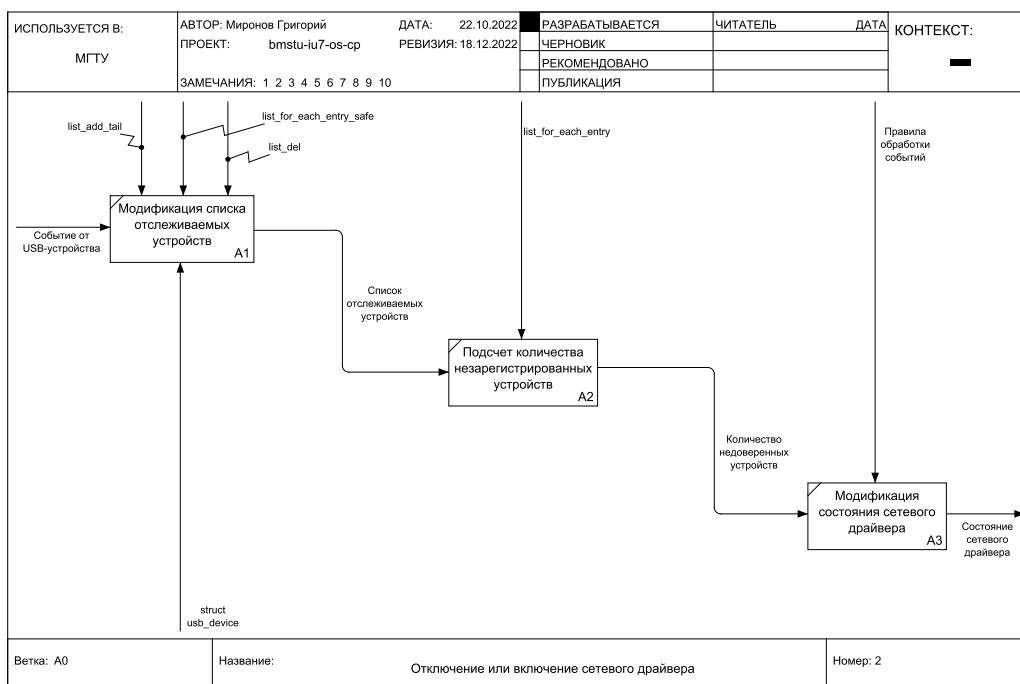 ИСПОЛЬЗУЕТСЯ В:
МГТУ
АВТОР: Миронов Григорий
ДАТА: 22.10.2022
ПРОЕКТ: bmstu-iu7-os-cp
РЕВИЗИЯ: 18.12.2022
ЗАМЕЧАНИЯ: 1 2 3 4 5 6 7 8 9 10
РАЗРАБАТЫВАЕТСЯ
ЧЕРНОВИК
РЕКОМЕНДОВАНО
ПУБЛИКАЦИЯ
ЧИТАТЕЛЬ
ДАТА
КОНТЕКСТ:
list_add_tail
list_for_each_entry_safe
list_del
list_for_each_entry
Правила
обработки
событий
Событие от
USB-устройства
Модификация списка
отслеживаемых
устройств
A1
Список
отслеживаемых
устройств
Подсчет количества
незарегистрированных
устройств
A2
Количество
недоверенных
устройств
Модификация
состояния сетевого
драйвера
A3
Состояние
сетевого
драйвера
struct
usb_device
Ветка: A0
Название:
Отключение или включение сетевого драйвера
Номер: 2